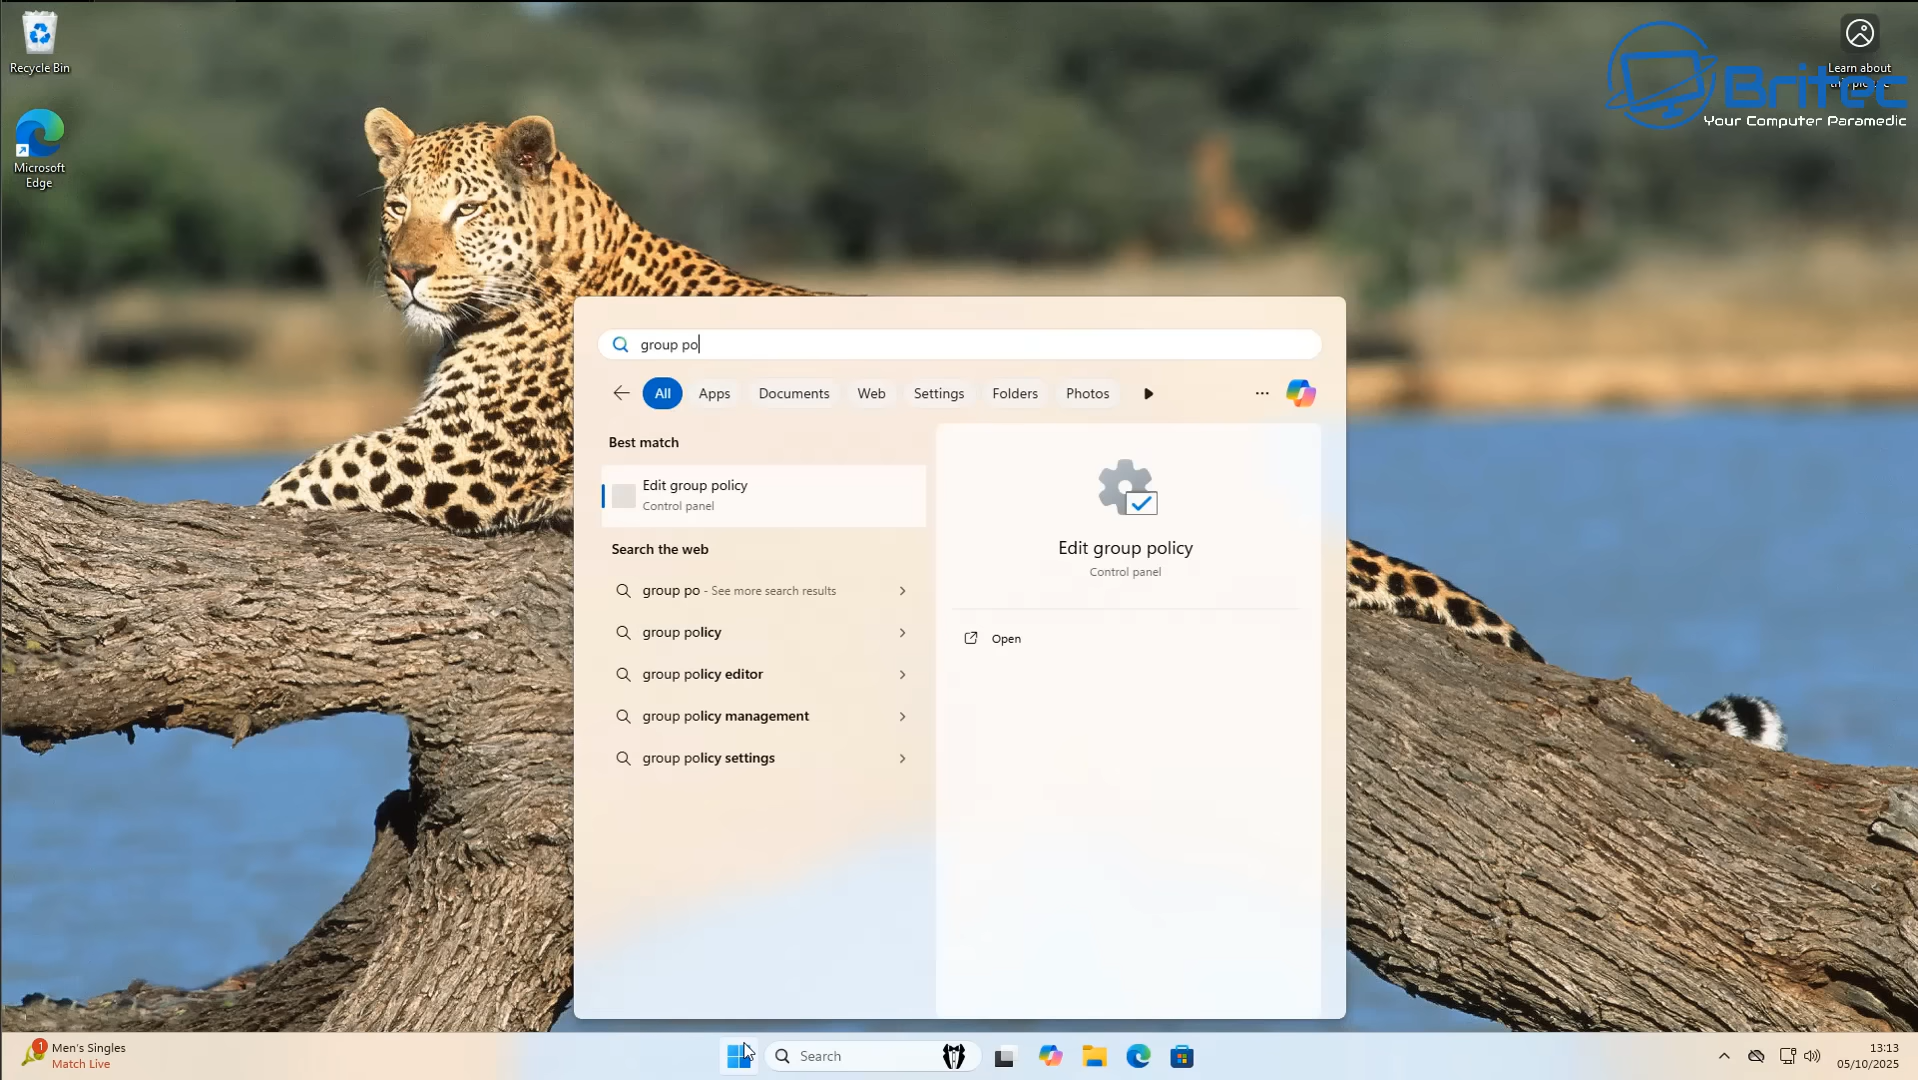 Recycle Bin
Microsoft
Edge
Learn about
Britec
Your Computer Paramedic
group po
All
Apps
Documents
Web
Settings
Folders
Photos
Best match
Edit group policy
Control panel
Search the web
group po - See more search results
group policy
group policy editor
group policy management
group policy settings
Edit group policy
Control panel
Open
1
Men's Singles
Match Live
Search
13:13
05/10/2025